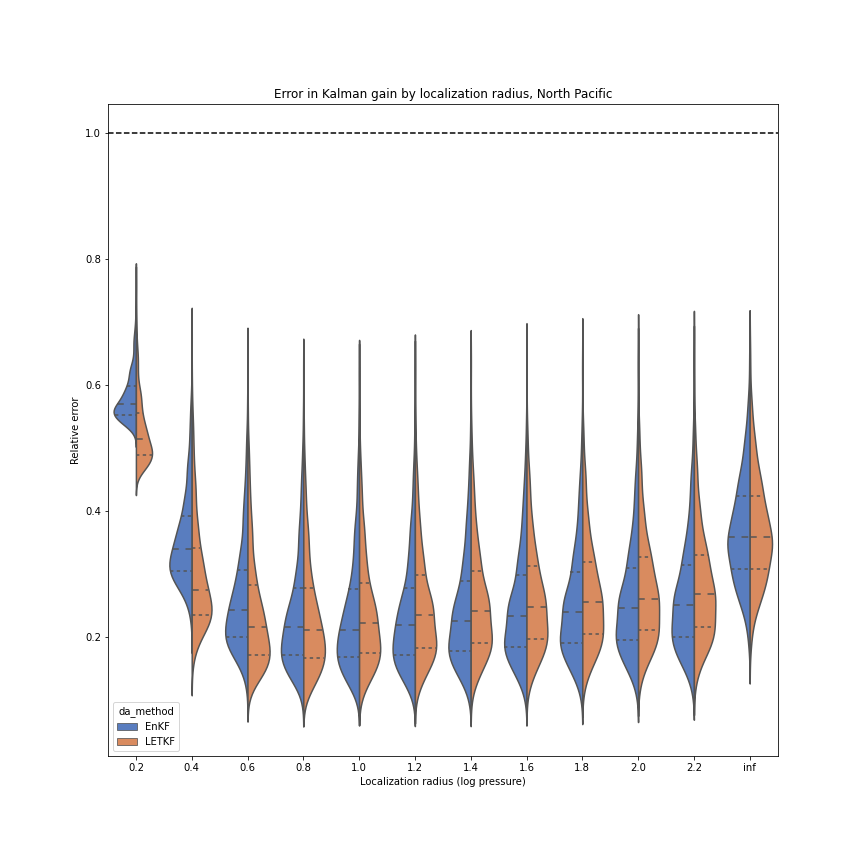 Error in Kalman gain by localization radius, North Pacific
1.0
0.8
0.6
0.4
0.2
Relative error
da_method
EnKF
LETKF
0.2 0.4 0.6 0.8 1.0 1.2 1.4 1.6 1.8 2.0 2.2 inf
Localization radius (log pressure)